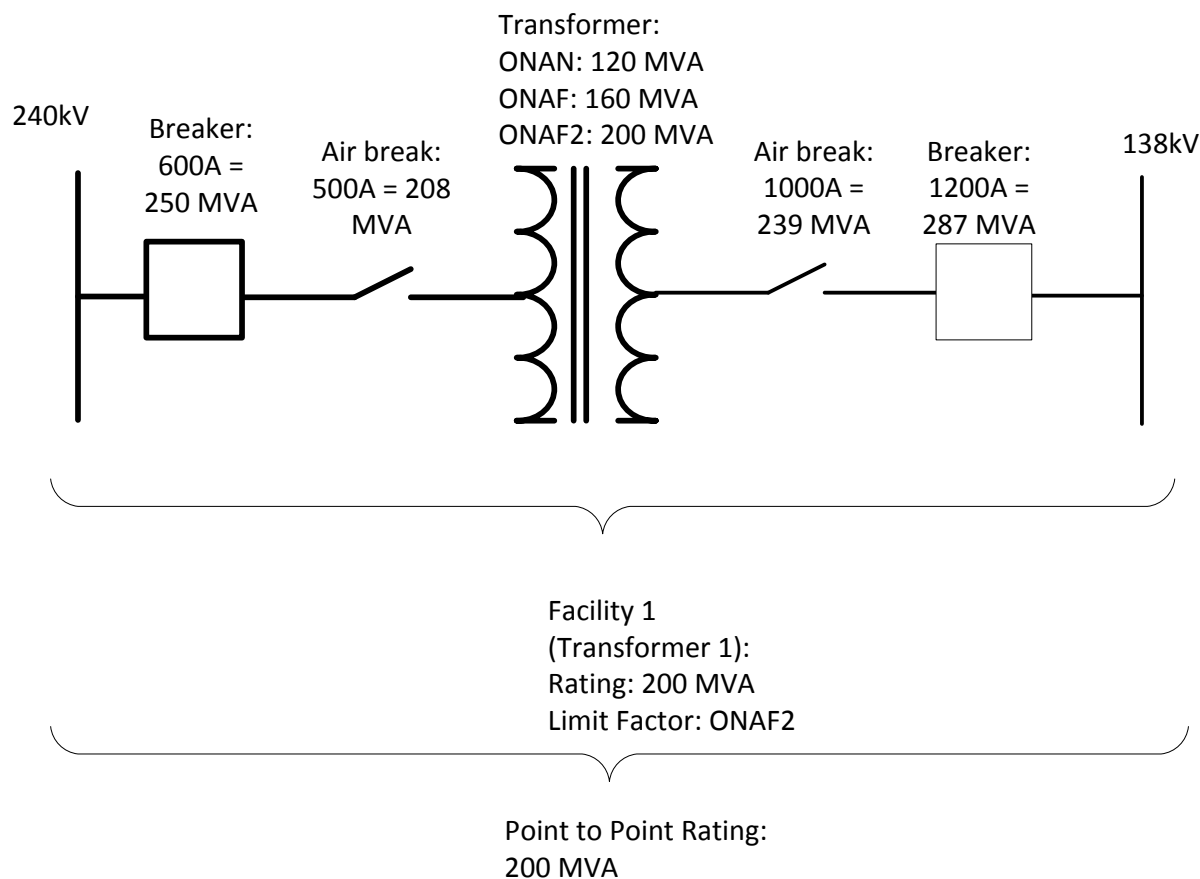 Transformer:
ONAN: 120 MVA
ONAF: 160 MVA
ONAF2: 200 MVA
240kV
Breaker:
600A =
250 MVA
Air break:
500A = 208
MVA
Air break:
1000A =
239 MVA
Breaker:
1200A =
287 MVA
138kV
Facility 1
(Transformer 1):
Rating: 200 MVA
Limit Factor: ONAF2
Point to Point Rating:
200 MVA